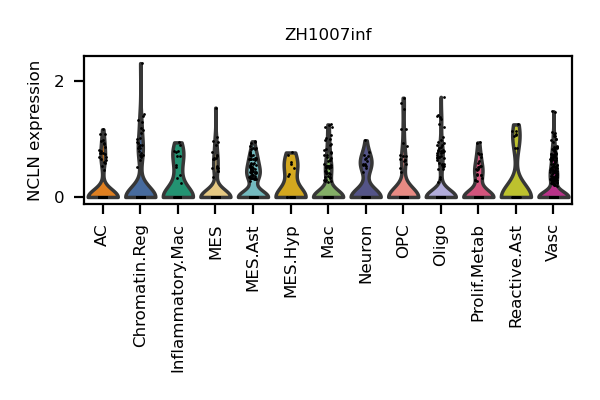 ZH1007inf
NCLN expression
2
0
AC
Chromatin.Reg
Inflammatory.Mac
MES
MES.Ast
MES.Hyp
Mac
Neuron
OPC
Oligo
Prolif.Metab
Reactive.Ast
Vasc